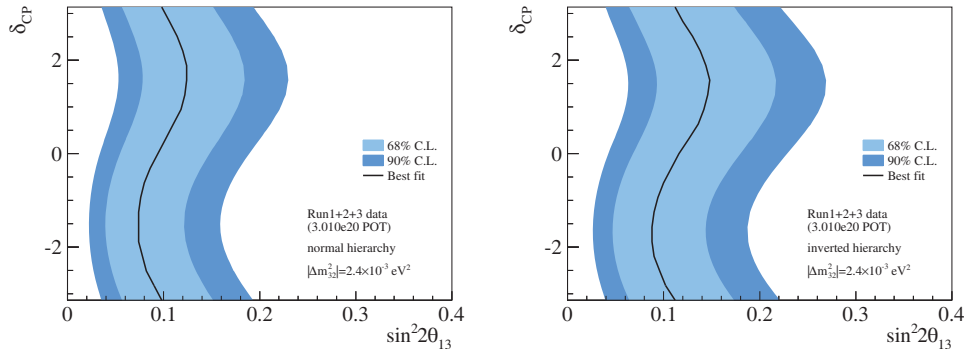 δCP
2
0
-2
68% C.L.
90% C.L.
Best fit
Run1+2+3 data
(3.010e20 POT)
normal hierarchy
|Δm²₃₂|=2.4×10⁻³ eV²
0 0.1 0.2 0.3 0.4
sin²2θ₁₃
δCP
2
0
-2
68% C.L.
90% C.L.
Best fit
Run1+2+3 data
(3.010e20 POT)
inverted hierarchy
|Δm²₃₂|=2.4×10⁻³ eV²
0 0.1 0.2 0.3 0.4
sin²2θ₁₃